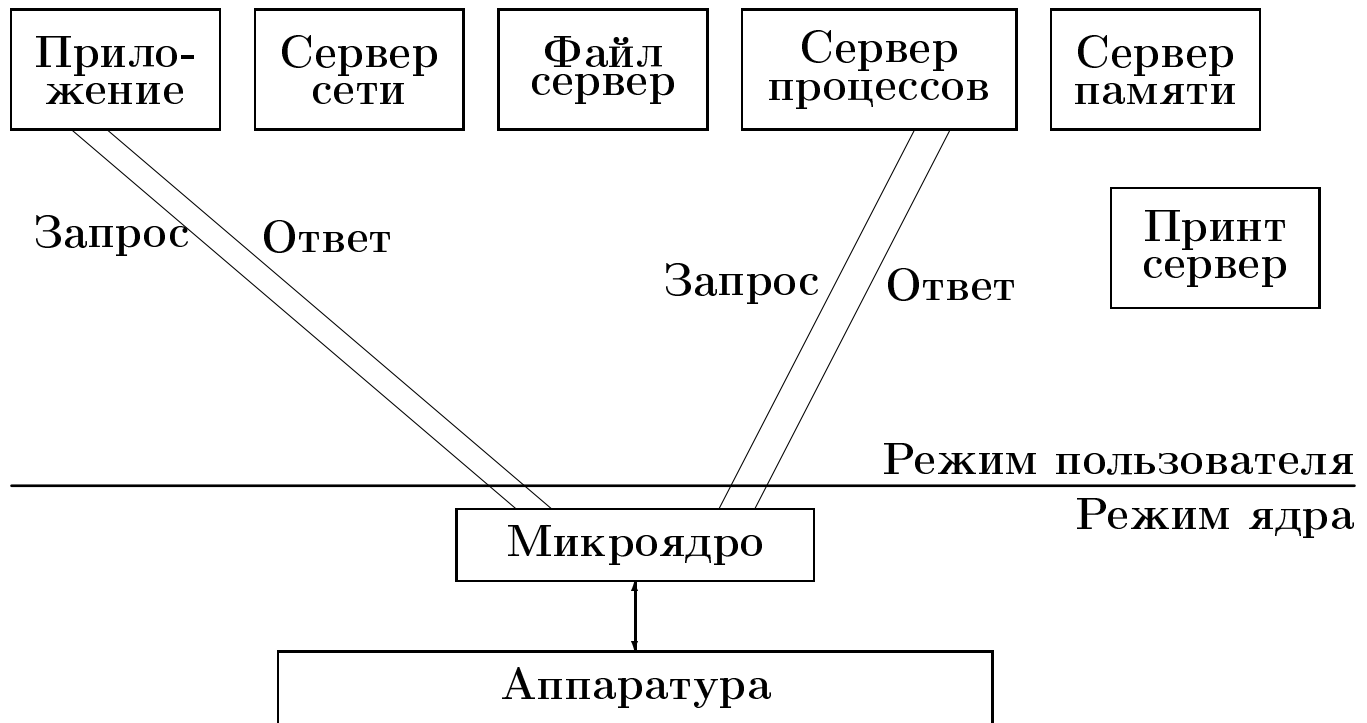 Прило-
жение
Сервер
сети
Файл
сервер
Сервер
процессов
Сервер
памяти
Запрос
Ответ
Запрос
Ответ
Принт
сервер
Режим пользователя
Режим ядра
Микроядро
Аппаратура